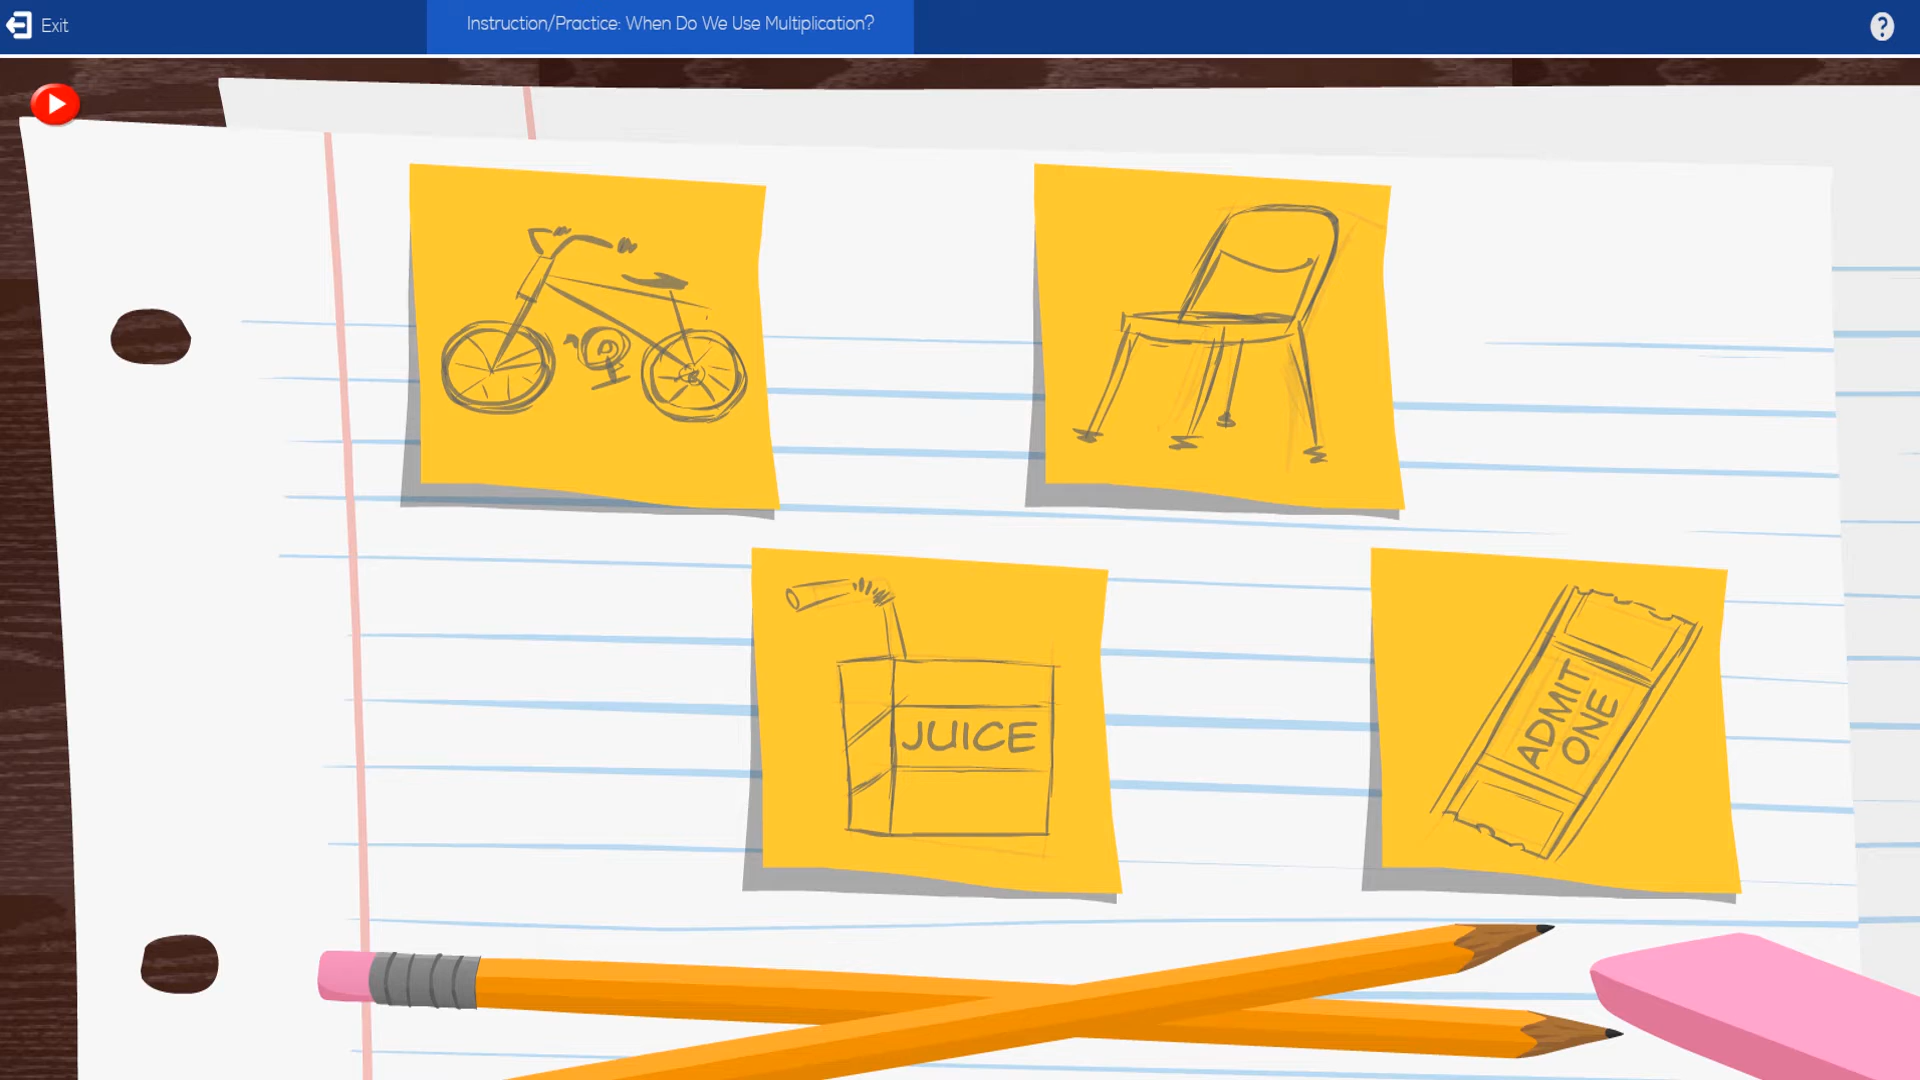 Exit
Instruction/Practice: When Do We Use Multiplication?
?
JUICE
ADMIT
ONE